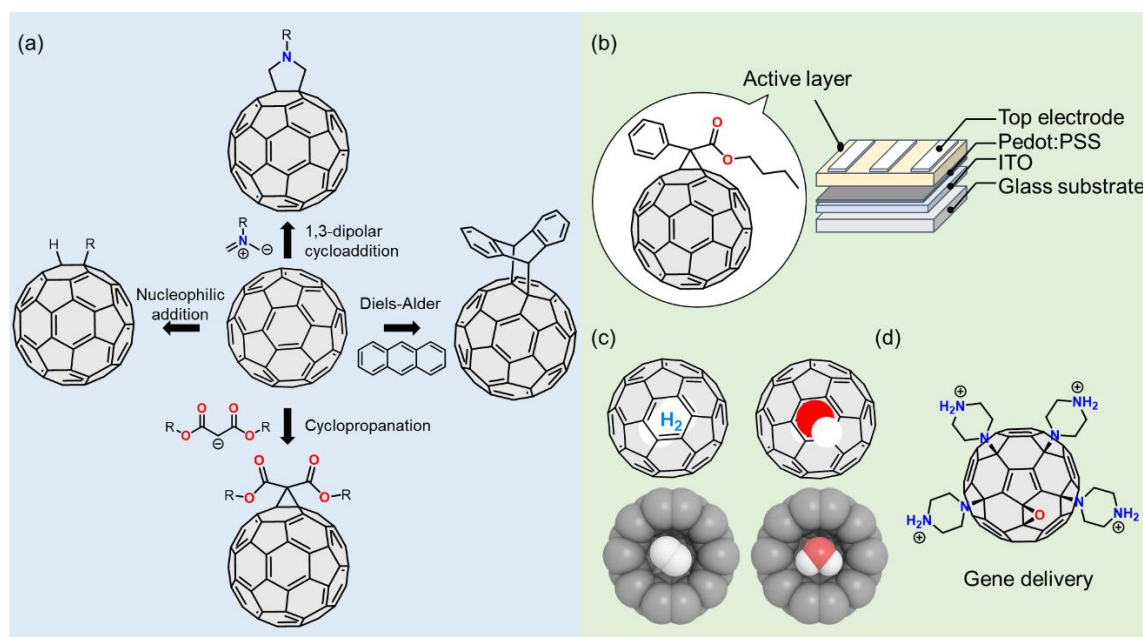 (a)
R
N
R
N
⊕ ⊖
1,3-dipolar
cycloaddition
H R
Nucleophilic
addition
Diels-Alder
O O
R O ⊖ O R
Cyclopropanation
O O
R O O R
(b)
Active layer
O
O
Top electrode
Pedot:PSS
ITO
Glass substrate
(c)
H2
(d)
⊕ ⊕
NH2 NH2
N N
N N
O
H2N NH2
⊕ ⊕
Gene delivery